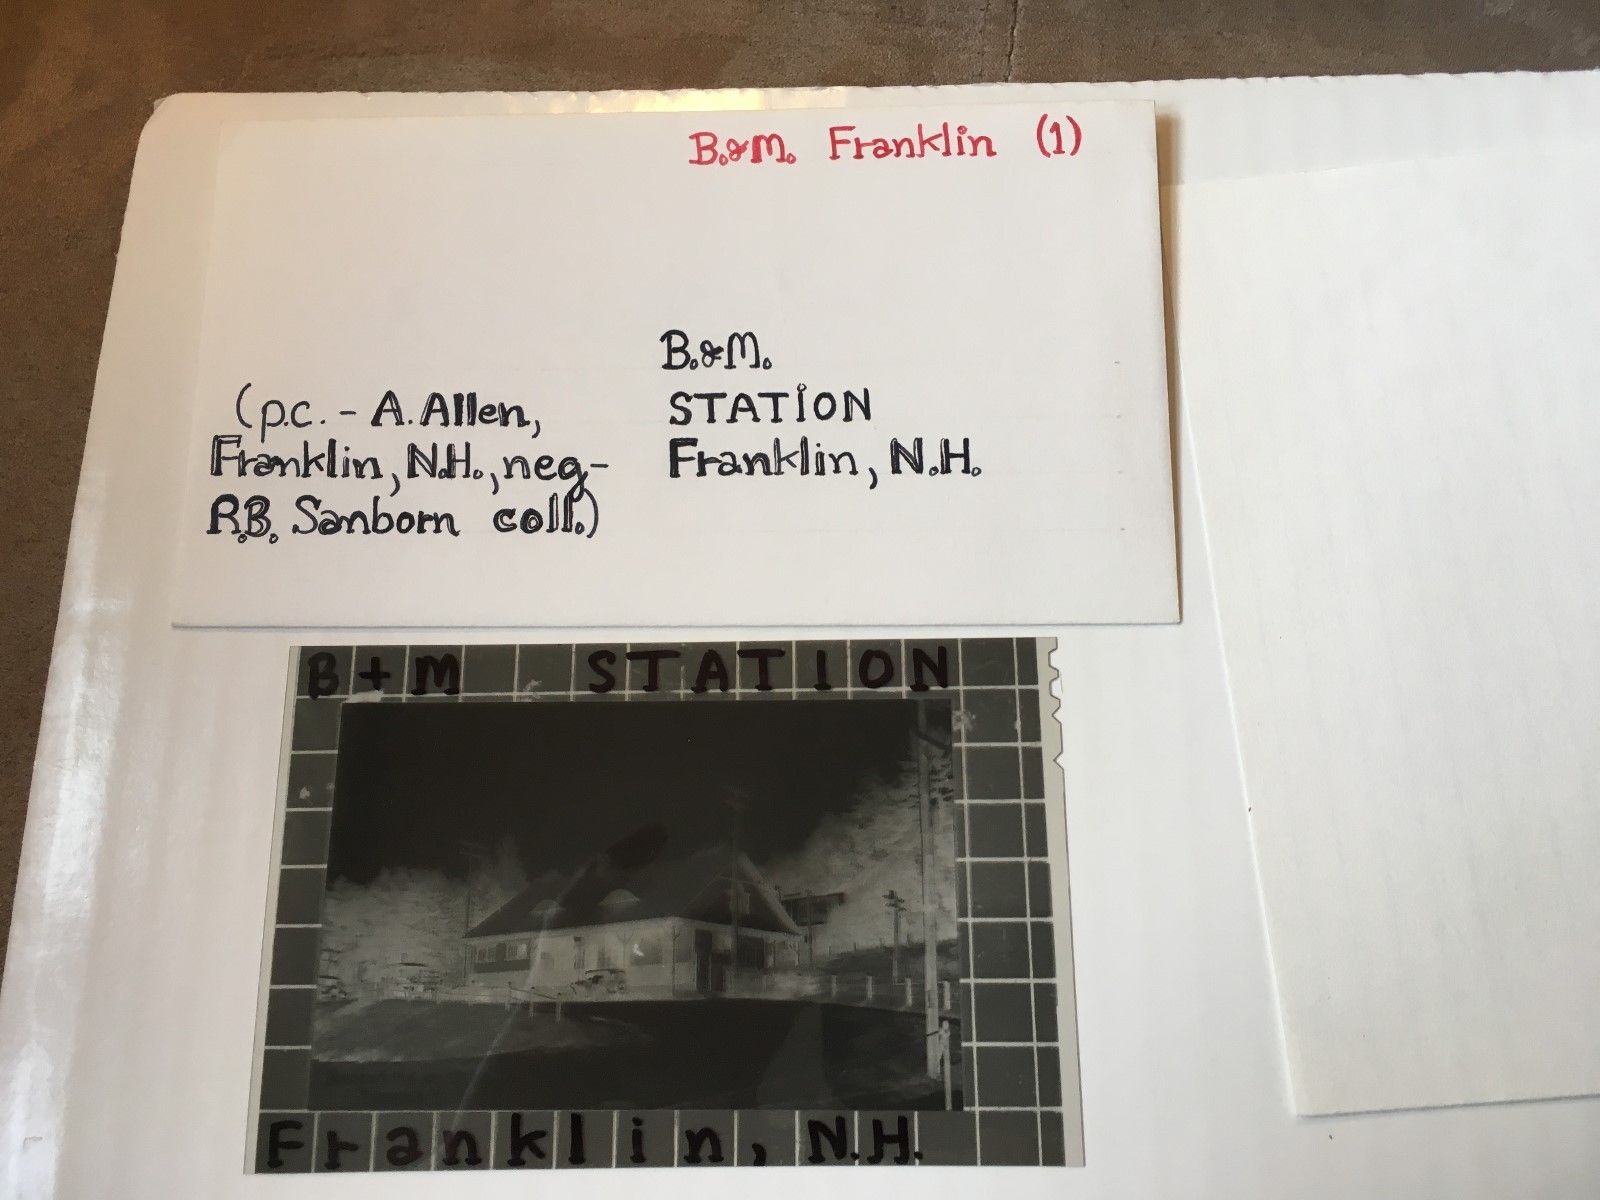 B.&M. Franklin (1)
B.&M.
STATION
Franklin, N.H.
(p.c. - A. Allen,
Franklin, N.H., neg-
R.B. Sanborn coll.)
B+M STATION
Franklin, N.H.